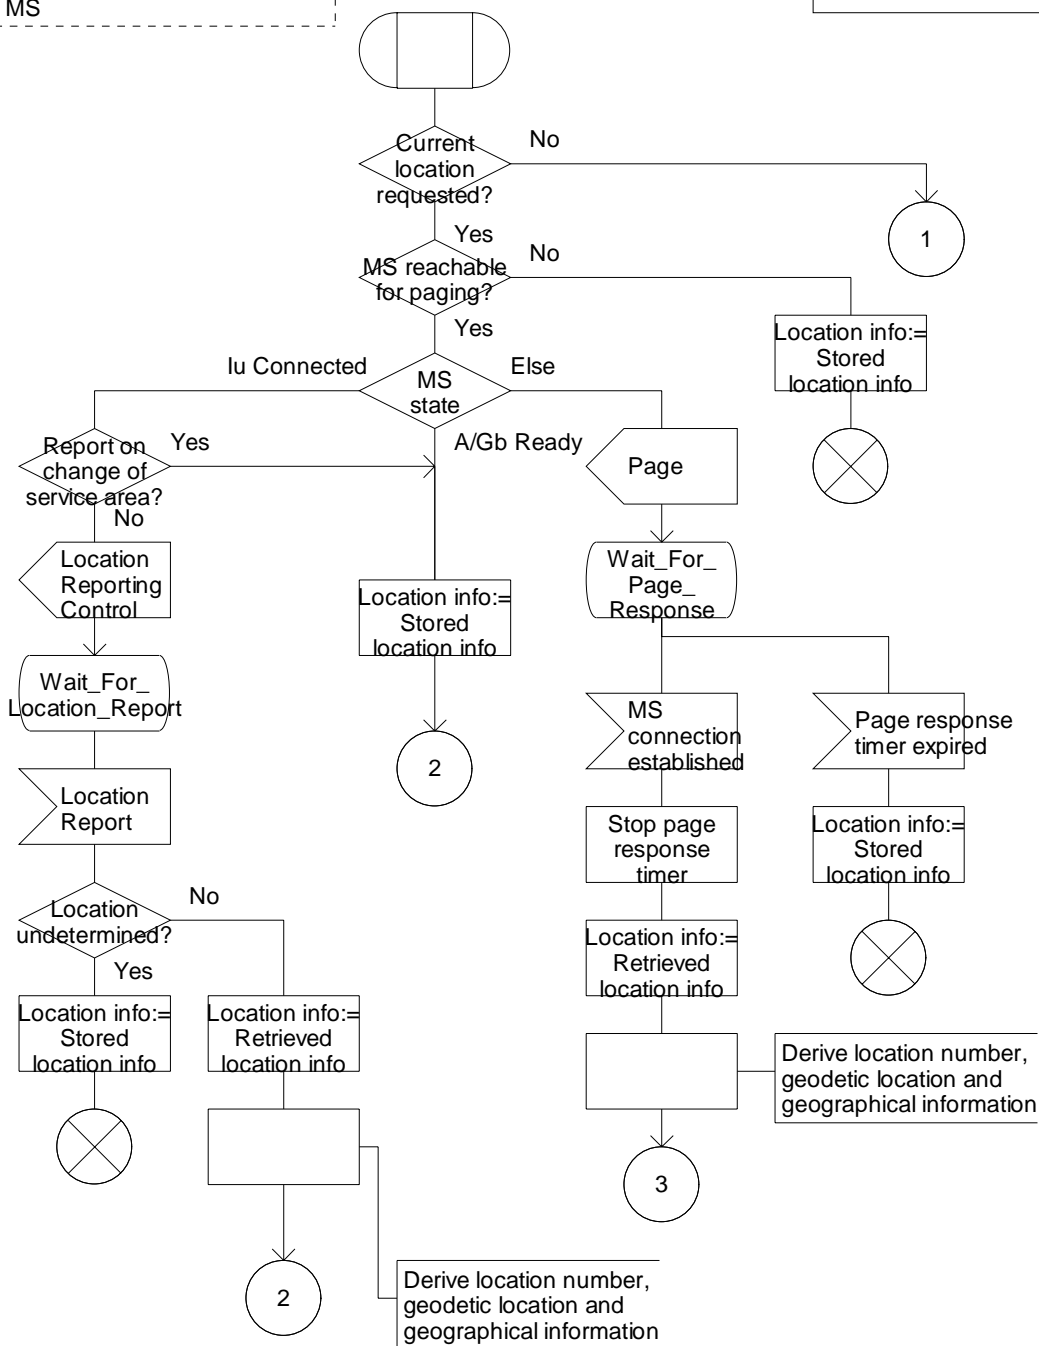 MS
Current
location
requested?
No
1
Yes
MS reachable
for paging?
No
Yes
Location info:=
Stored
location info
Iu Connected
MS
state
Else
A/Gb Ready
Report on
change of
service area?
Yes
No
Page
Location
Reporting
Control
Wait_For_
Page_
Response
Location info:=
Stored
location info
Wait_For_
Location_Report
2
MS
connection
established
Page response
timer expired
Location
Report
Stop page
response
timer
Location info:=
Stored
location info
Location
undetermined?
No
Yes
Location info:=
Retrieved
location info
Location info:=
Stored
location info
Location info:=
Retrieved
location info
Derive location number,
geodetic location and
geographical information
3
2
Derive location number,
geodetic location and
geographical information